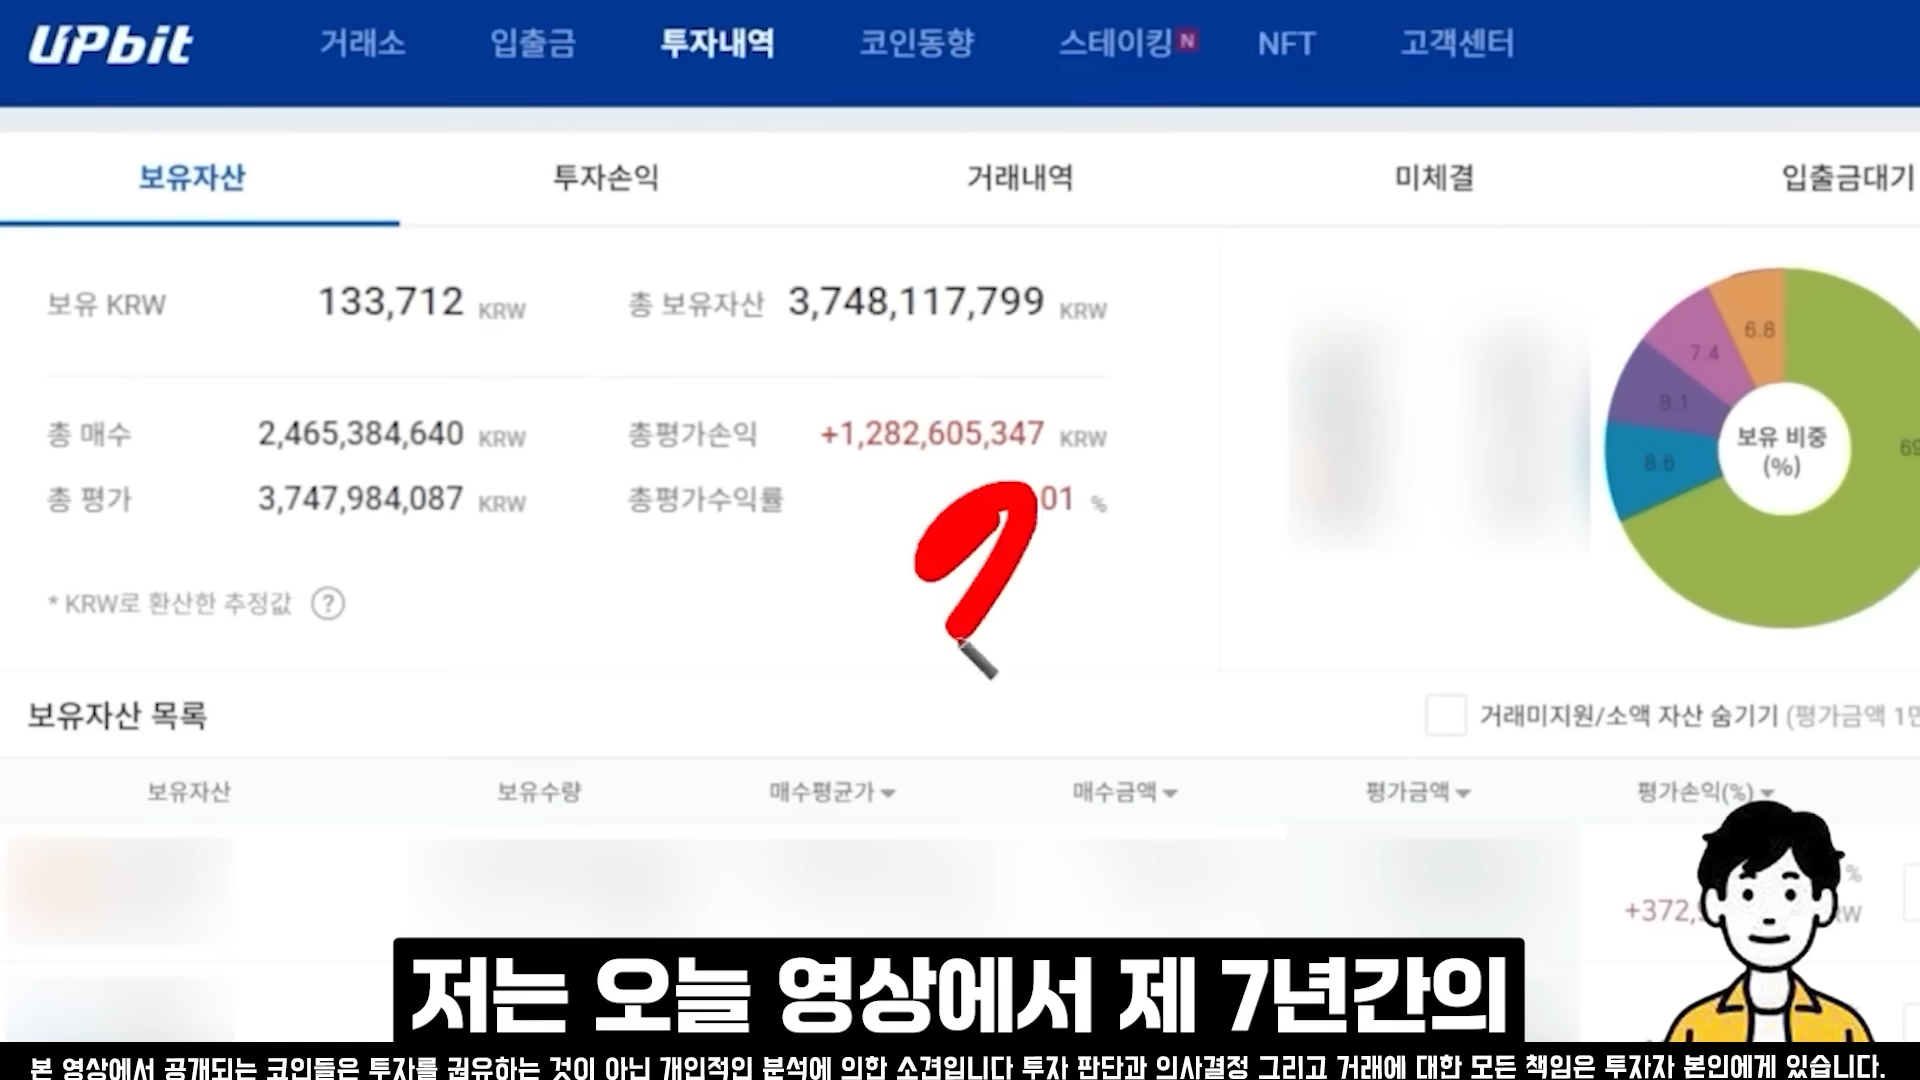 UPbit 거래소 입출금 투자내역 코인동향 스테이킹 N NFT 고객센터
보유자산 투자손익 거래내역 미체결 입출금대기
보유 KRW 133,712 KRW 총 보유자산 3,748,117,799 KRW
총 매수 2,465,384,640 KRW 총평가손익 +1,282,605,347 KRW
총 평가 3,747,984,087 KRW 총평가수익률 01 %
* KRW로 환산한 추정값 ?
6.8
7.4
8.1
8.6
69
보유 비중
(%)
보유자산 목록 거래미지원/소액 자산 숨기기 (평가금액 1만
보유자산 보유수량 매수평균가 매수금액 평가금액 평가손익(%)
%
+372, RW
저는 오늘 영상에서 제 7년간의
본 영상에서 공개되는 코인들은 투자를 권유하는 것이 아닌 개인적인 분석에 의한 소견입니다 투자 판단과 의사결정 그리고 거래에 대한 모든 책임은 투자자 본인에게 있습니다.